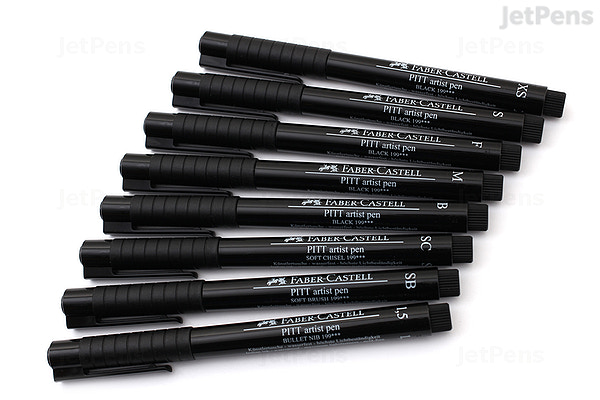 JetPens
JetPens
JetPens
FABER-CASTELL
PITT artist pen
BLACK 199***
XS
FABER-CASTELL
PITT artist pen
BLACK 199***
S
FABER-CASTELL
PITT artist pen
BLACK 199***
F
FABER-CASTELL
PITT artist pen
BLACK 199***
M
FABER-CASTELL
PITT artist pen
BLACK 199***
B
FABER-CASTELL
PITT artist pen
SOFT CHISEL 199***
SC
FABER-CASTELL
PITT artist pen
SOFT BRUSH 199***
SB
FABER-CASTELL
PITT artist pen
BULLET NIB 199***
1,5
JetPens
JetPens
JetPens
JetPens